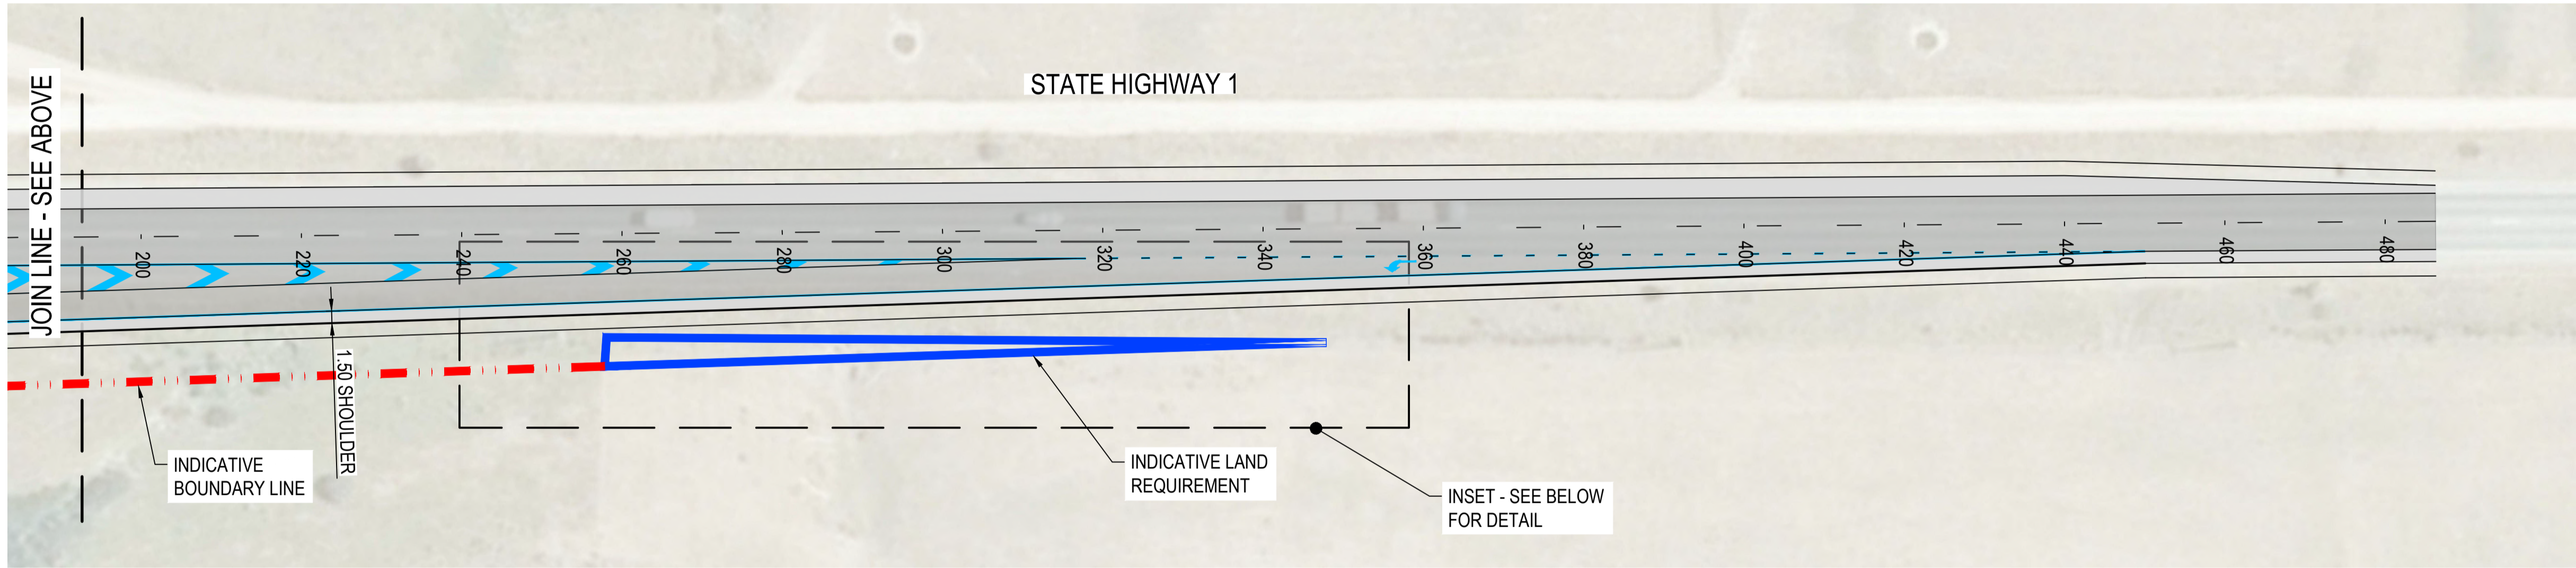 STATE HIGHWAY 1
JOIN LINE - SEE ABOVE
200
220
240
260
280
300
320
340
360
380
400
420
440
460
480
1.50 SHOULDER
INDICATIVE
BOUNDARY LINE
INDICATIVE LAND
REQUIREMENT
INSET - SEE BELOW
FOR DETAIL